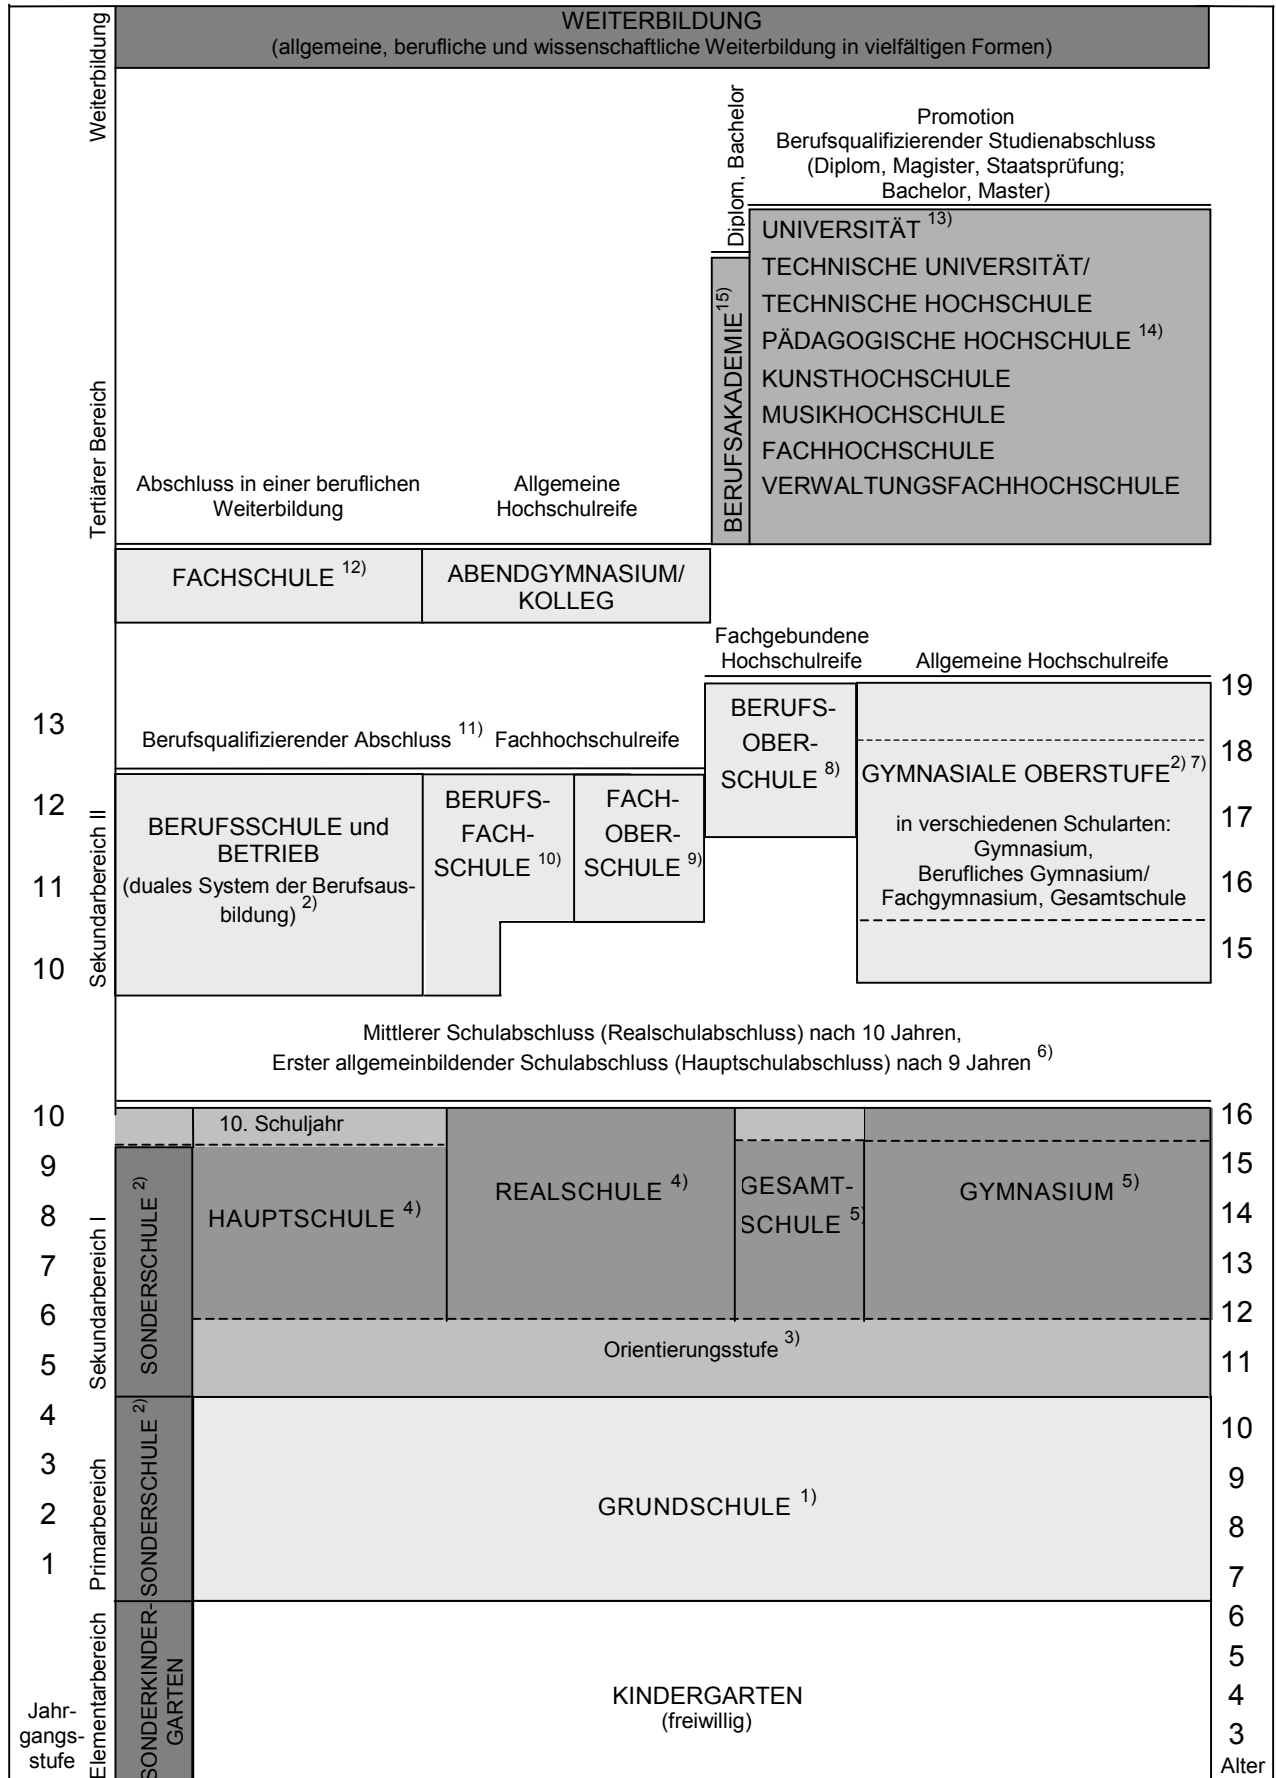 WEITERBILDUNG
(allgemeine, berufliche und wissenschaftliche Weiterbildung in vielfältigen Formen)
Weiterbildung
Diplom, Bachelor
Promotion
Berufsqualifizierender Studienabschluss
(Diplom, Magister, Staatsprüfung;
Bachelor, Master)
Tertiärer Bereich
BERUFSAKADEMIE 15)
UNIVERSITÄT 13)
TECHNISCHE UNIVERSITÄT/
TECHNISCHE HOCHSCHULE
PÄDAGOGISCHE HOCHSCHULE 14)
KUNSTHOCHSCHULE
MUSIKHOCHSCHULE
FACHHOCHSCHULE
VERWALTUNGSFACHHOCHSCHULE
Abschluss in einer beruflichen
Weiterbildung
Allgemeine
Hochschulreife
FACHSCHULE 12)
ABENDGYMNASIUM/
KOLLEG
Fachgebundene
Hochschulreife
Allgemeine Hochschulreife
13
12
11
10
Sekundarbereich II
Berufsqualifizierender Abschluss 11) Fachhochschulreife
BERUFSSCHULE und
BETRIEB
(duales System der Berufsaus-
bildung) 2)
BERUFS-
FACH-
SCHULE 10)
FACH-
OBER-
SCHULE 9)
BERUFS-
OBER-
SCHULE 8)
GYMNASIALE OBERSTUFE 2) 7)
in verschiedenen Schularten:
Gymnasium,
Berufliches Gymnasium/
Fachgymnasium, Gesamtschule
19
18
17
16
15
Mittlerer Schulabschluss (Realschulabschluss) nach 10 Jahren,
Erster allgemeinbildender Schulabschluss (Hauptschulabschluss) nach 9 Jahren 6)
10
9
8
7
6
5
Sekundarbereich I
SONDERSCHULE 2)
10. Schuljahr
HAUPTSCHULE 4)
REALSCHULE 4)
GESAMT-
SCHULE 5)
GYMNASIUM 5)
Orientierungsstufe 3)
16
15
14
13
12
11
4
3
2
1
Primarbereich
SONDERSCHULE 2)
GRUNDSCHULE 1)
10
9
8
7
Jahr-
gangs-
stufe
Elementarbereich
SONDERKINDER-
GARTEN
KINDERGARTEN
(freiwillig)
6
5
4
3
Alter